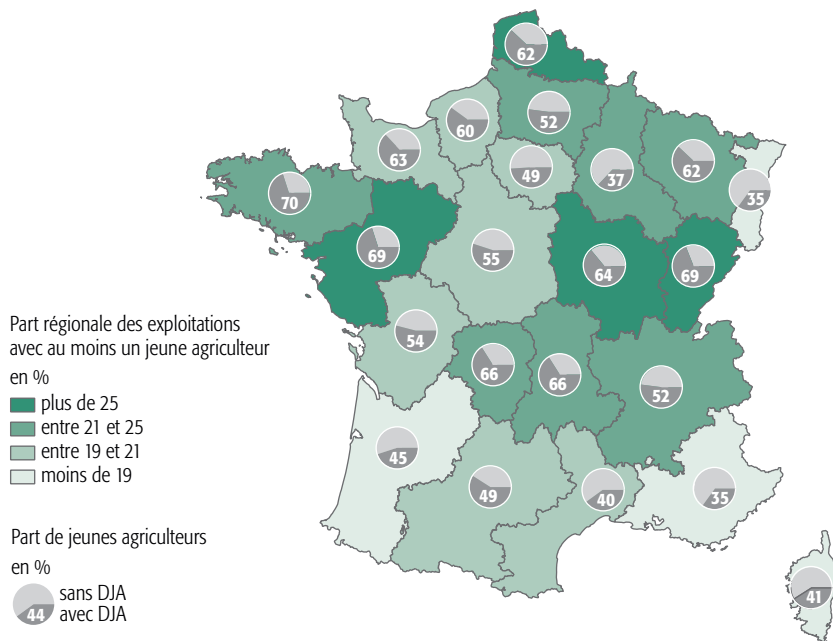 62
60
52
63
49
37
62
35
70
69
55
64
69
54
66
66
52
45
49
40
35
41
Part régionale des exploitations
avec au moins un jeune agriculteur
en %
plus de 25
entre 21 et 25
entre 19 et 21
moins de 19
Part de jeunes agriculteurs
en %
sans DJA
44 avec DJA